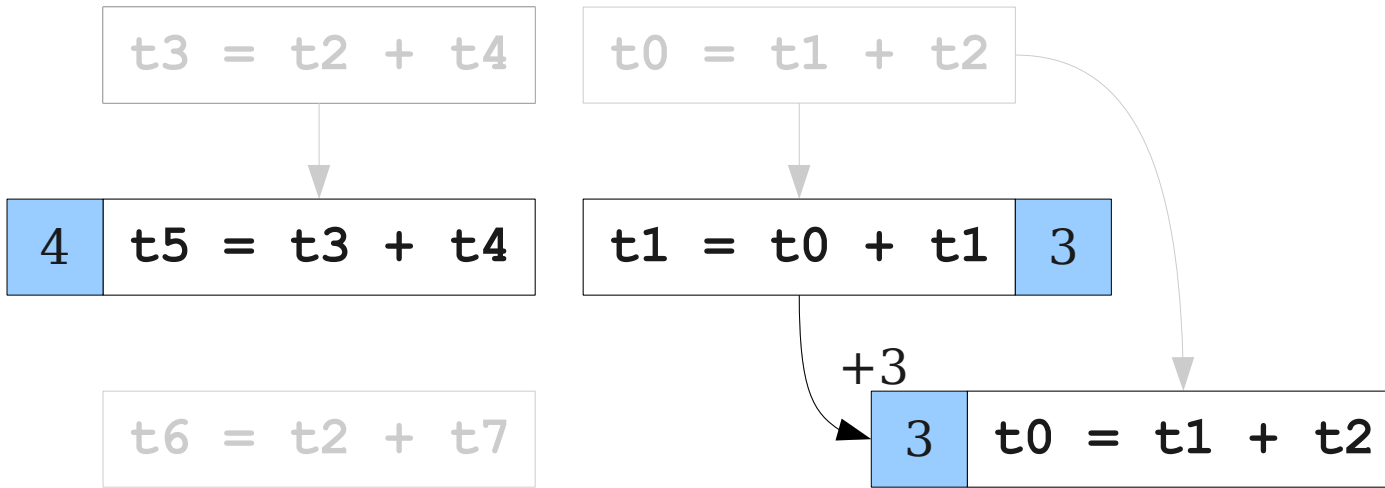 t3 = t2 + t4
t0 = t1 + t2
4 t5 = t3 + t4
t1 = t0 + t1 3
+3
t6 = t2 + t7
3 t0 = t1 + t2